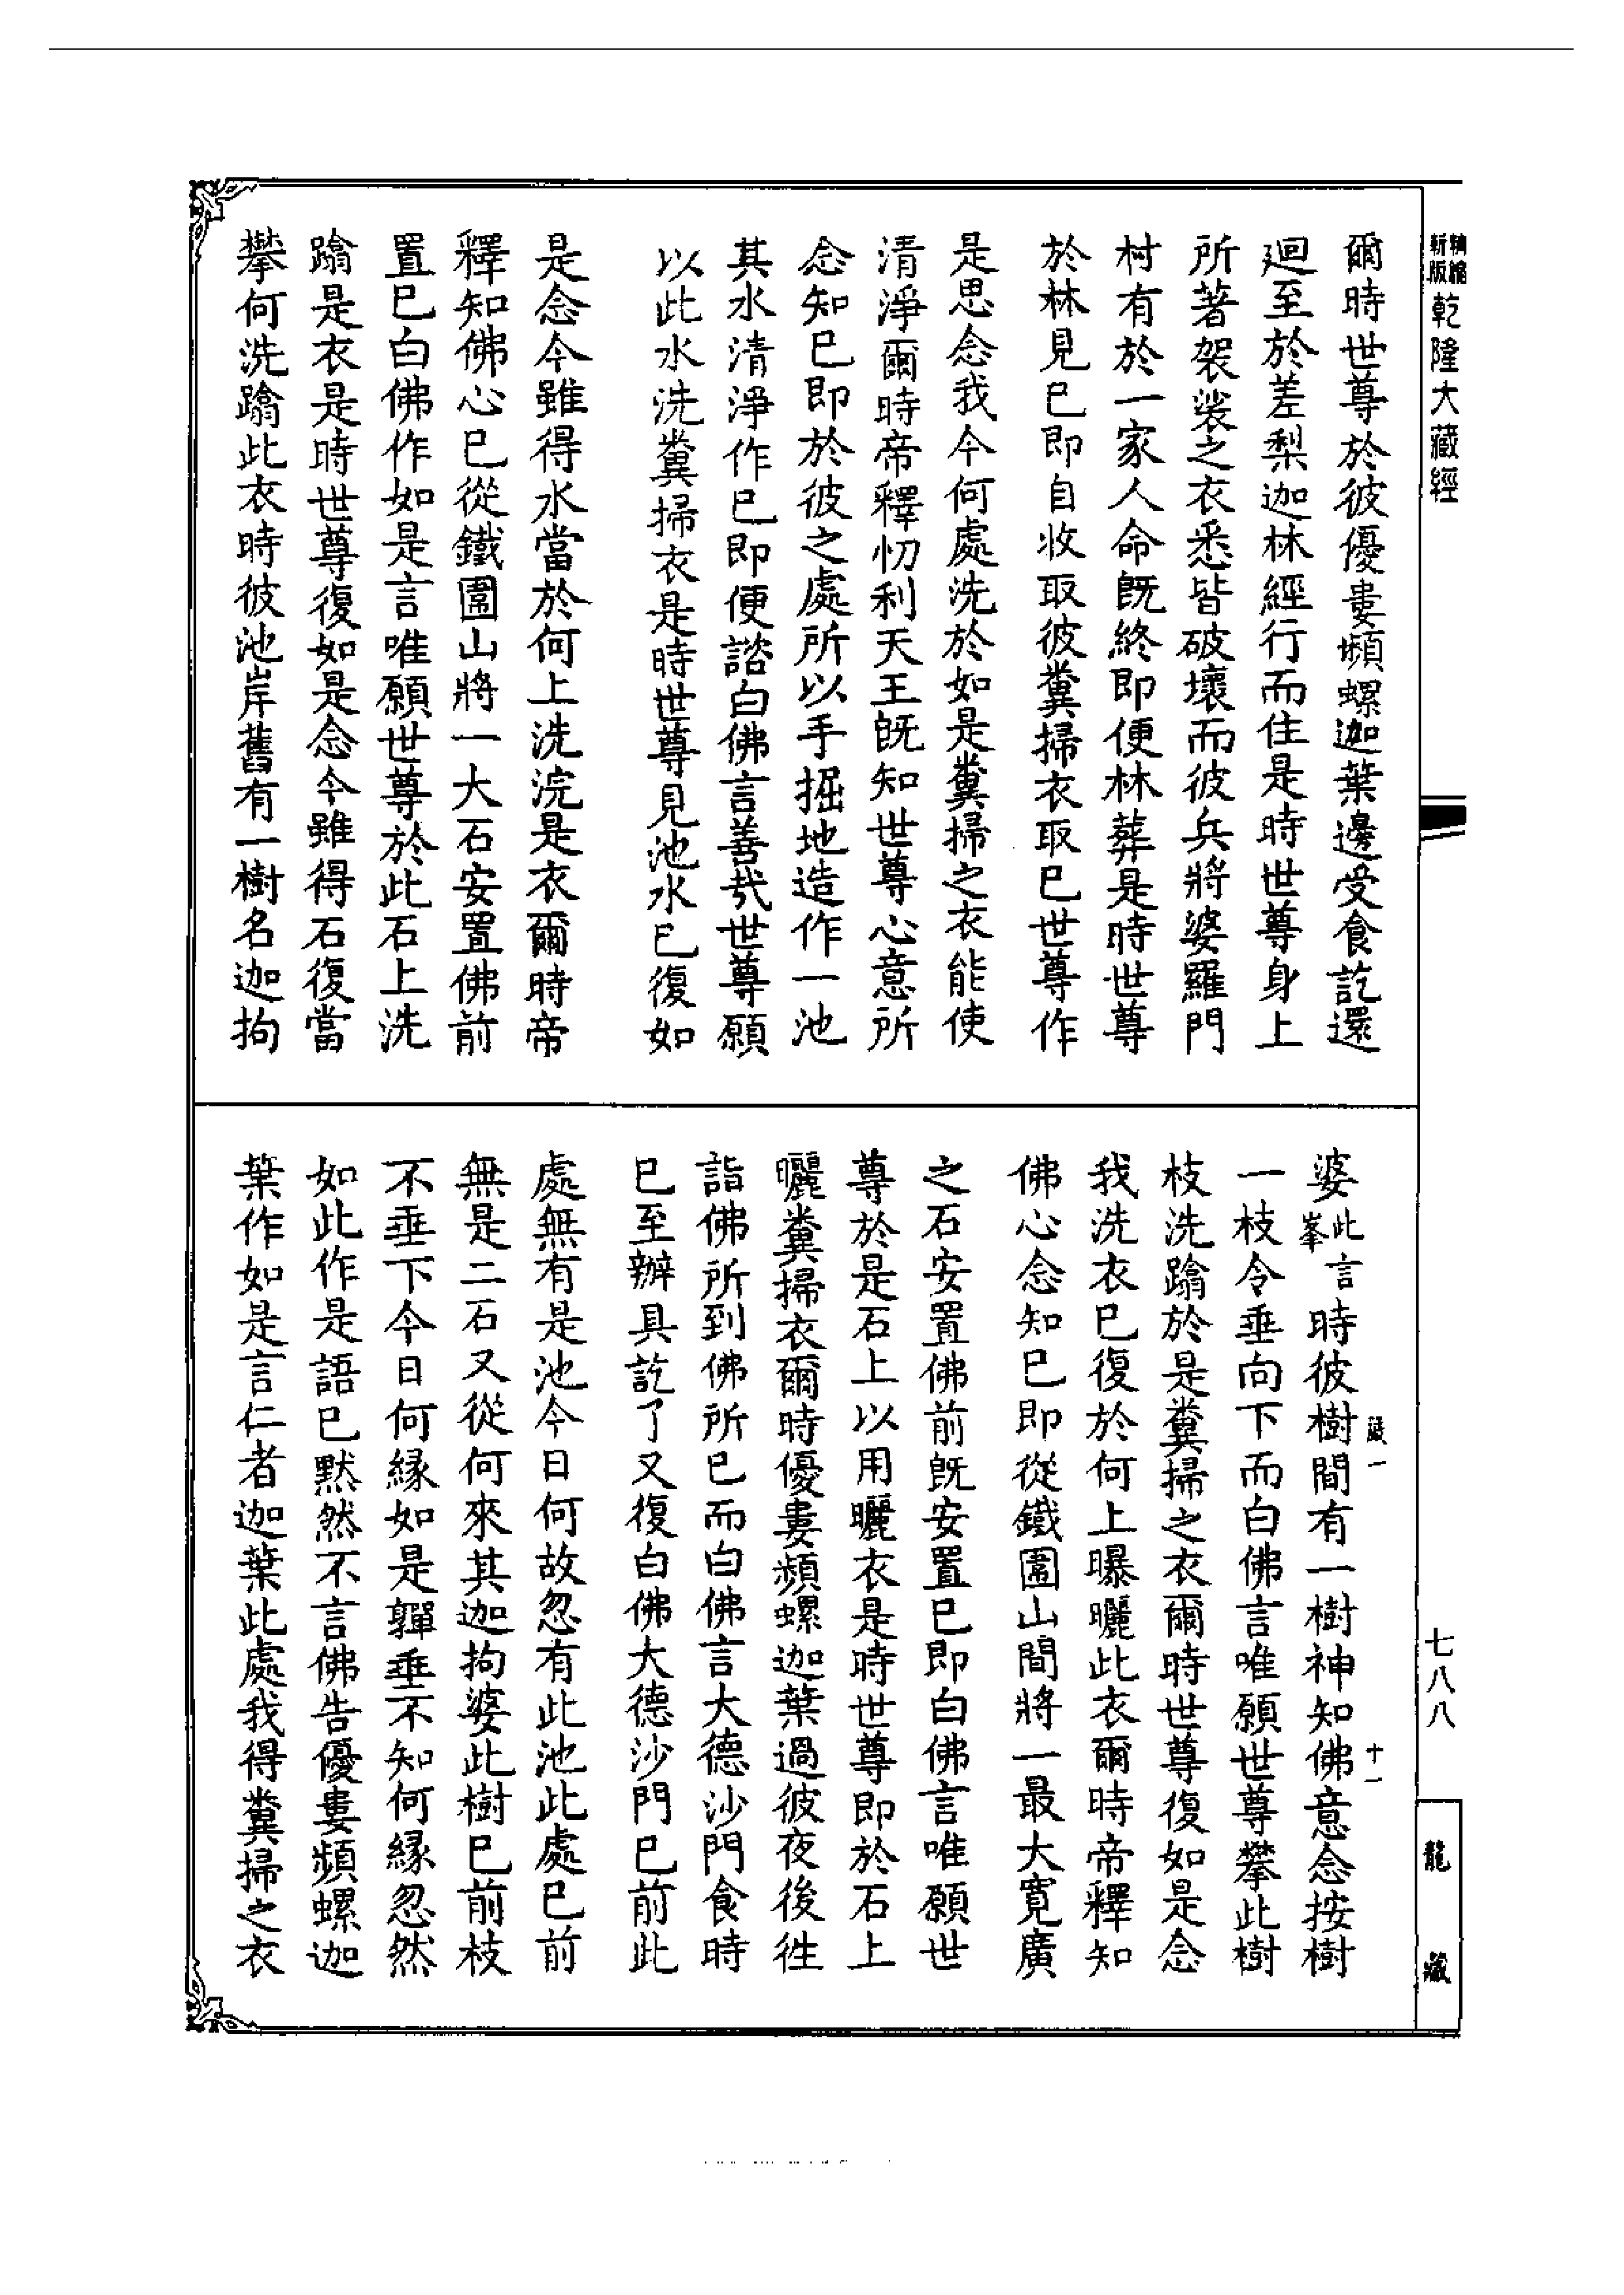 精縮新版乾隆大藏經
爾時世尊於彼優婁頻螺迦葉邊受食訖還
迴至於差梨迦林經行而住是時世尊身上
所著袈裟之衣悉皆破壞而彼兵將婆羅門
村有於一家人命既終即便林葬是時世尊
於林見已即自收取彼糞掃衣取已世尊作
是思念我今何處洗於如是糞掃之衣能使
清淨爾時帝釋忉利天王既知世尊心意所
念知已即於彼之處所以手掘地造作一池
其水清淨作已即便諮白佛言善哉世尊願
以此水洗糞掃衣是時世尊見池水已復如
是念今雖得水當於何上洗浣是衣爾時帝
釋知佛心已從鐵圍山將一大石安置佛前
置已白佛作如是言唯願世尊於此石上洗
蹹是衣是時世尊復如是念今雖得石復當
攀何洗蹹此衣時彼池岸舊有一樹名迦拘
婆此言峯時彼樹間有一樹神知佛意念按樹
一枝令垂向下而白佛言唯願世尊攀此樹
枝洗蹹於是糞掃之衣爾時世尊復如是念
我洗衣已復於何上曝曬此衣爾時帝釋知
佛心念知已即從鐵圍山間將一最大寬廣
之石安置佛前既安置已即白佛言唯願世
尊於是石上以用曬衣是時世尊即於石上
曬糞掃衣爾時優婁頻螺迦葉過彼夜後往
詣佛所到佛所已而白佛言大德沙門食時
已至辦具訖了又復白佛大德沙門已前此
處無有是池今日何故忽有此池此處已前
無是二石又從何來其迦拘婆此樹已前枝
不垂下今日何緣如是嚲垂不知何緣忽然
如此作是語已默然不言佛告優婁頻螺迦
葉作如是言仁者迦葉此處我得糞掃之衣
藏一
十一
七八八
龍藏